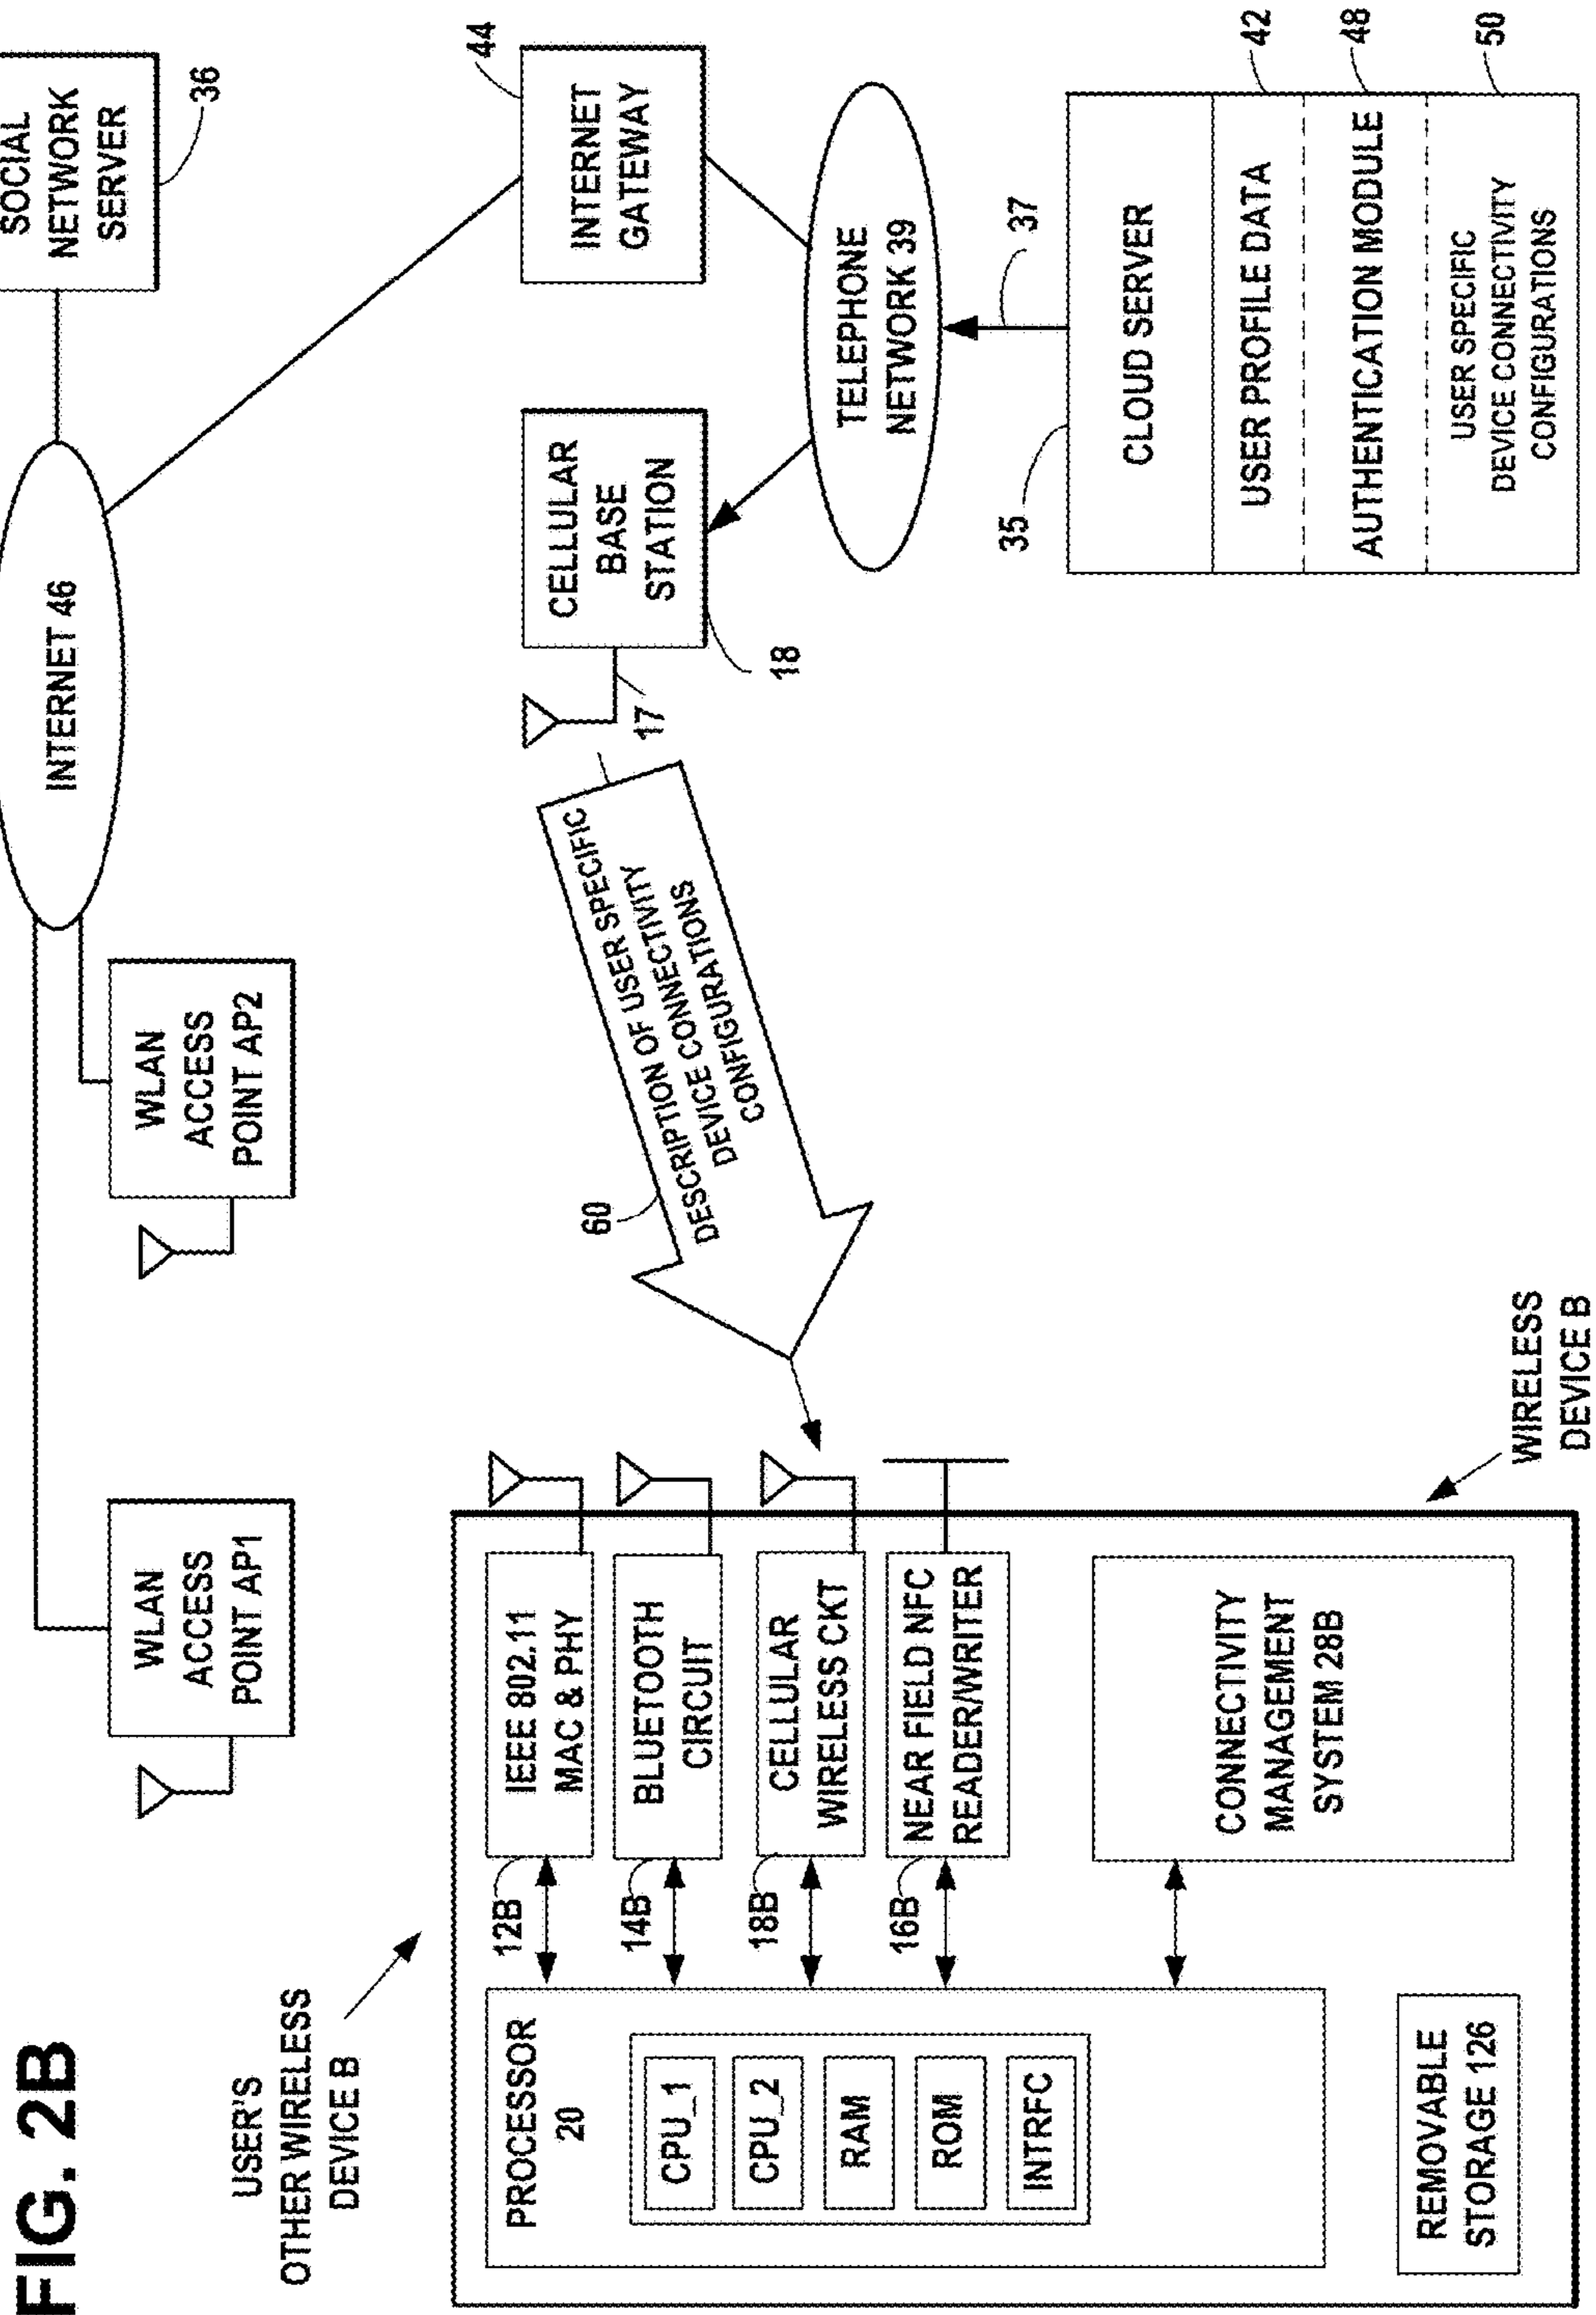 FIG. 2B
USER'S
OTHER WIRELESS
DEVICE B
WLAN
ACCESS
POINT AP1
WLAN
ACCESS
POINT AP2
INTERNET 46
SOCIAL
NETWORK
SERVER
36
PROCESSOR
20
CPU_1
CPU_2
RAM
ROM
INTRFC
REMOVABLE
STORAGE 126
12B
14B
18B
16B
IEEE 802.11
MAC & PHY
BLUETOOTH
CIRCUIT
CELLULAR
WIRELESS CKT
NEAR FIELD NFC
READER/WRITER
CONNECTIVITY
MANAGEMENT
SYSTEM 28B
WIRELESS
DEVICE B
60
DESCRIPTION OF USER SPECIFIC
DEVICE CONNECTIVITY
CONNECTIONS
CONFIGURATIONS
17
CELLULAR
BASE
STATION
18
INTERNET
GATEWAY
44
TELEPHONE
NETWORK 39
37
35
CLOUD SERVER
USER PROFILE DATA
42
AUTHENTICATION MODULE
48
USER SPECIFIC
DEVICE CONNECTIVITY
CONFIGURATIONS
50